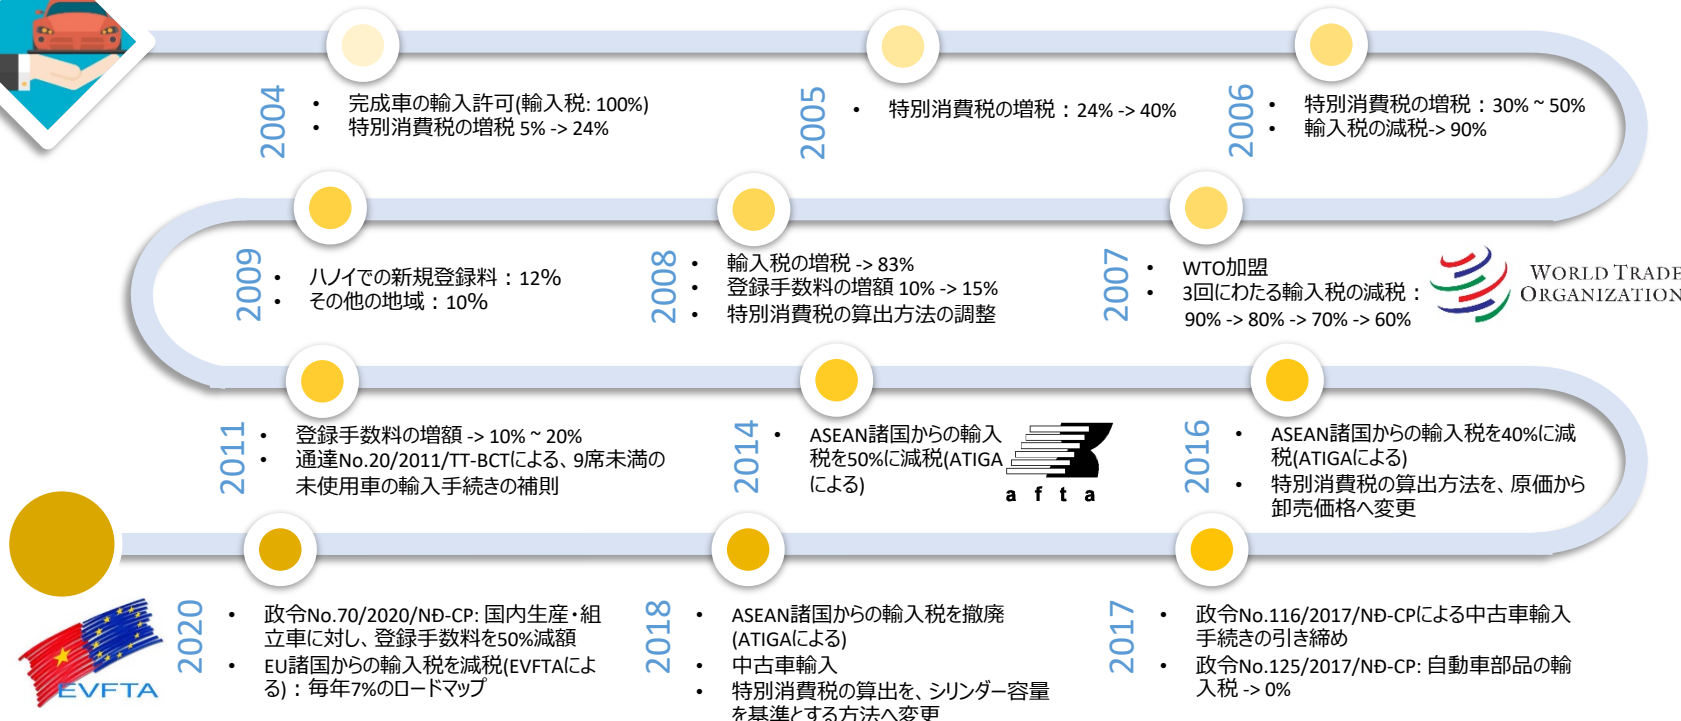 2004
• 完成車の輸入許可(輸入税: 100%)
• 特別消費税の増税 5% -> 24%
2005
• 特別消費税の増税：24% -> 40%
2006
• 特別消費税の増税：30% ~ 50%
• 輸入税の減税-> 90%
2009
• ハノイでの新規登録料：12%
• その他の地域：10%
2008
• 輸入税の増税 -> 83%
• 登録手数料の増額 10% -> 15%
• 特別消費税の算出方法の調整
2007
• WTO加盟
• 3回にわたる輸入税の減税：
90% -> 80% -> 70% -> 60%
WORLD TRADE
ORGANIZATION
2011
• 登録手数料の増額 -> 10% ~ 20%
• 通達No.20/2011/TT-BCTによる、9席未満の
未使用車の輸入手続きの補則
2014
• ASEAN諸国からの輸入
税を50%に減税(ATIGA
による)
afta
2016
• ASEAN諸国からの輸入税を40%に減
税(ATIGAによる)
• 特別消費税の算出方法を、原価から
卸売価格へ変更
EVFTA
2020
• 政令No.70/2020/NĐ-CP: 国内生産・組
立車に対し、登録手数料を50%減額
• EU諸国からの輸入税を減税(EVFTAによ
る)：毎年7%のロードマップ
2018
• ASEAN諸国からの輸入税を撤廃
(ATIGAによる)
• 中古車輸入
• 特別消費税の算出を、シリンダー容量
を基準とする方法へ変更
2017
• 政令No.116/2017/NĐ-CPによる中古車輸入
手続きの引き締め
• 政令No.125/2017/NĐ-CP: 自動車部品の輸
入税 -> 0%